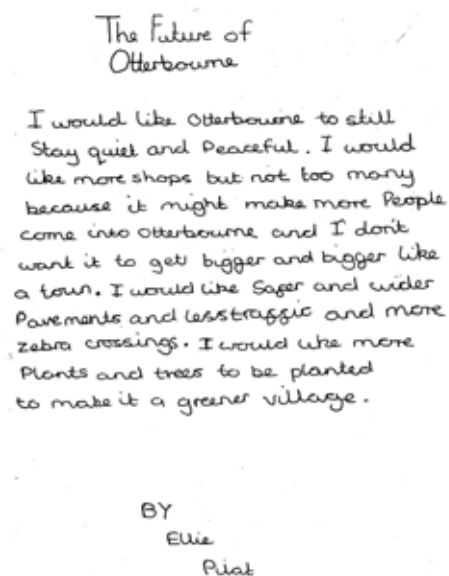 The Future of
Otterbourne
I would like Otterbourne to still
Stay quiet and Peaceful. I would
like more shops but not too many
because it might make more People
come into Otterbourne and I don't
want it to get bigger and bigger like
a town. I would like Safer and wider
Pavements and less traffic and more
zebra crossings. I would like more
Plants and trees to be planted
to make it a greener village.
BY
Ellie